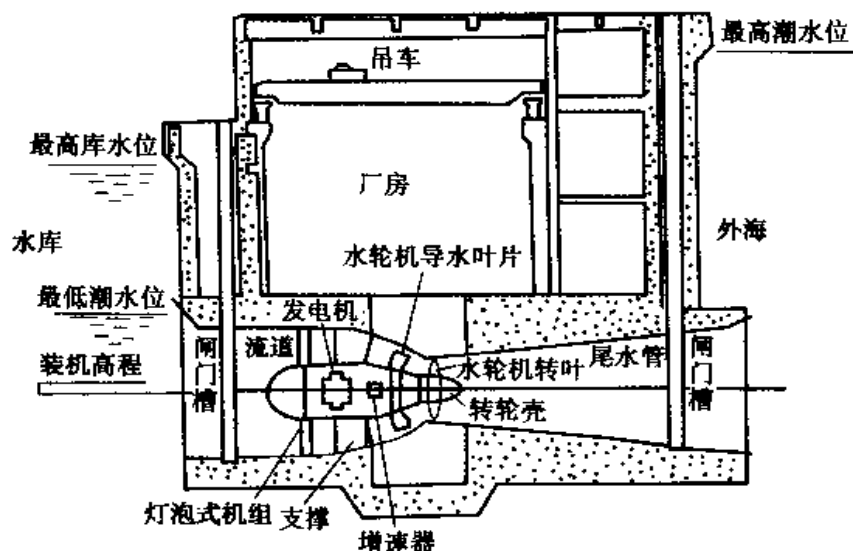 最高潮水位
吊车
最高库水位
厂房
水库
外海
水轮机导水叶片
最低潮水位
发电机
闸门槽
流道
尾水管
闸门槽
装机高程
水轮机转叶
转轮壳
灯泡式机组
支撑
增速器